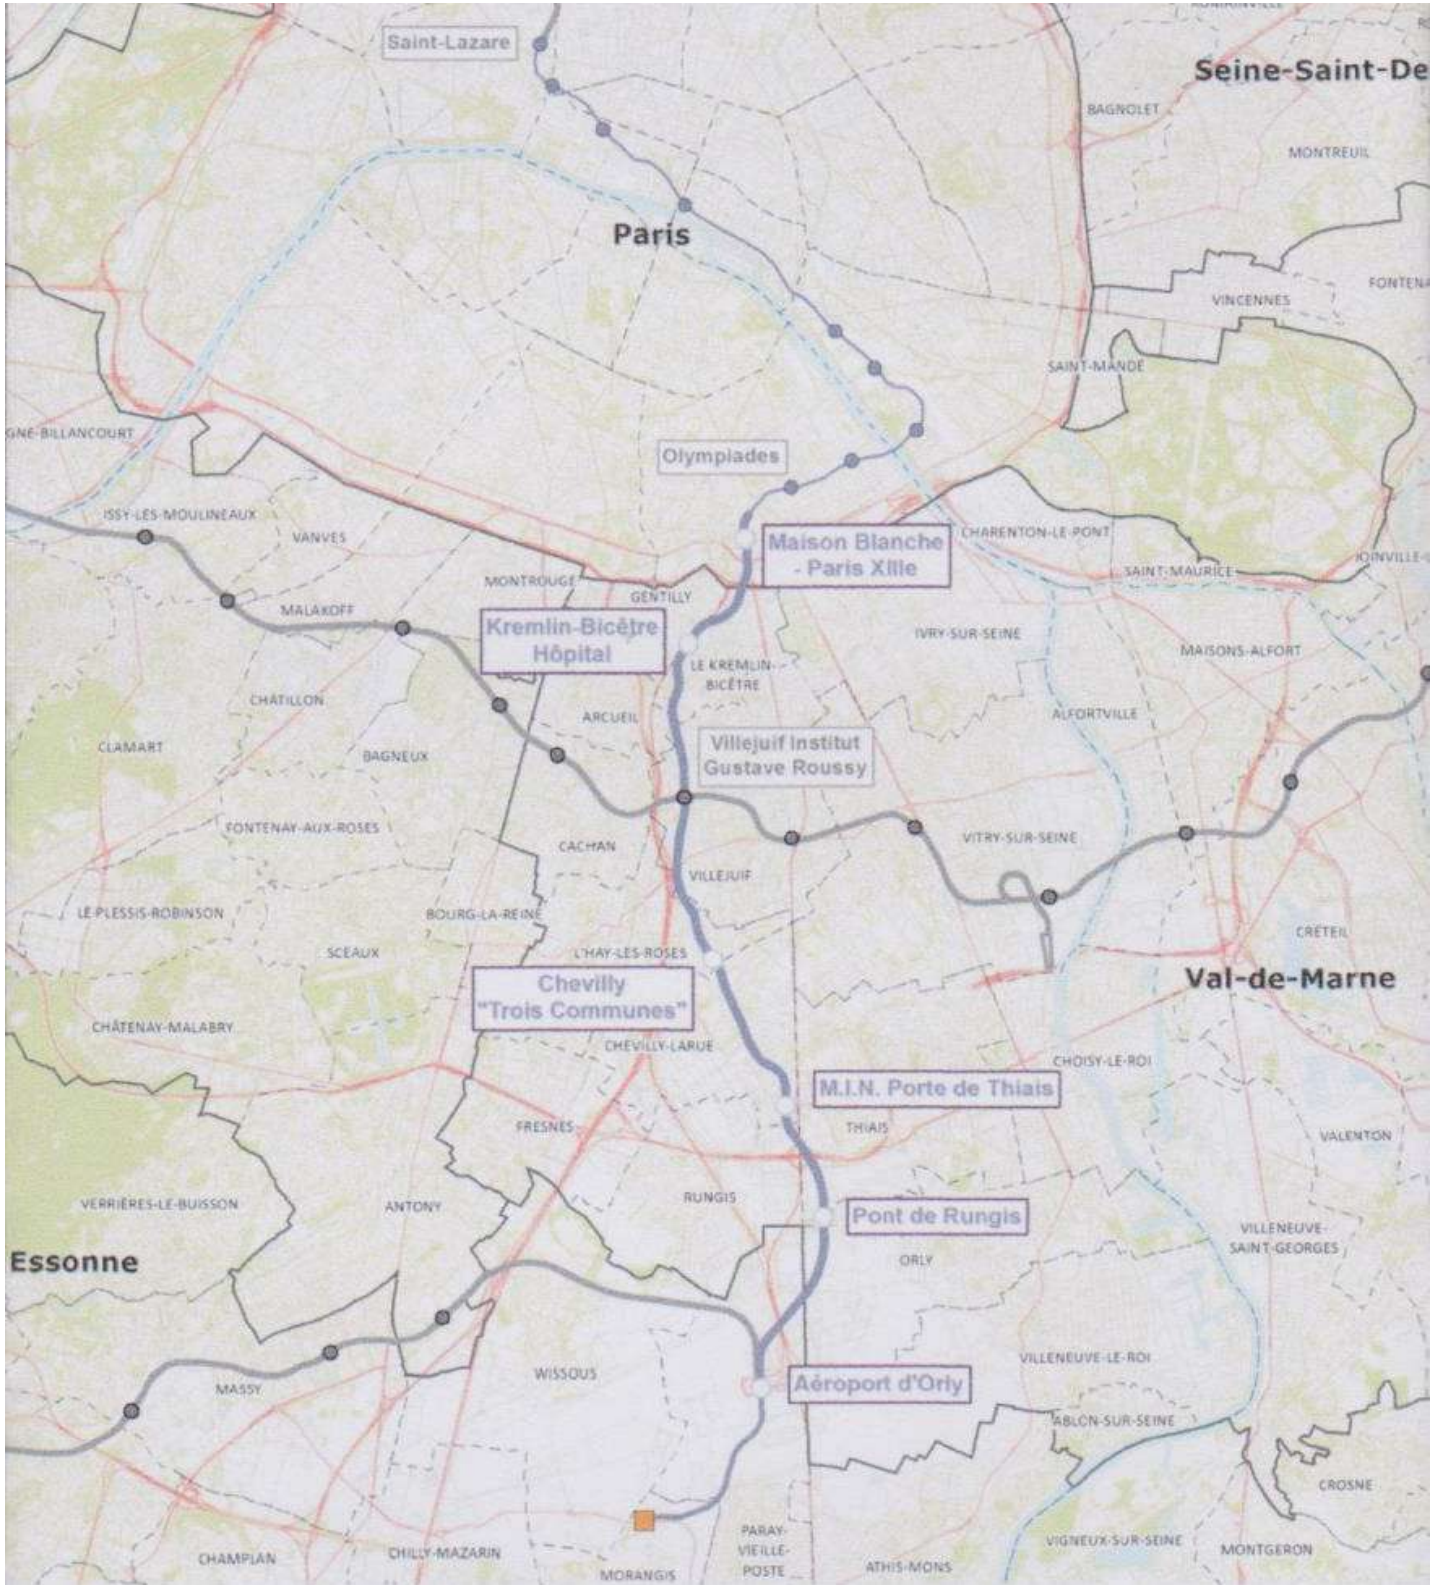 Saint-Lazare
Seine-Saint-De
BAGNOLET
MONTREUIL
Paris
VINCENNES
FONTENA
SAINT-MANDÉ
GNE-BILLANCOURT
Olympiades
ISSY-LES-MOULINEAUX
VANVES
Maison Blanche
- Paris XIIIe
CHARENTON-LE-PONT
SAINT-MAURICE
JOINVILLE-L
MONTROUGE
GENTILLY
MALAKOFF
Kremlin-Bicêtre
Hôpital
IVRY-SUR-SEINE
MAISONS-ALFORT
LE KREMLIN-
BICÊTRE
CHÂTILLON
ARCUEIL
ALFORTVILLE
CLAMART
BAGNEUX
Villejuif Institut
Gustave Roussy
FONTENAY-AUX-ROSES
CACHAN
VITRY-SUR-SEINE
VILLEJUIF
LE-PLESSIS-ROBINSON
BOURG-LA-REINE
SCEAUX
L'HAY-LES-ROSES
CRÉTEIL
Chevilly
"Trois Communes"
Val-de-Marne
CHÂTENAY-MALABRY
CHEVILLY-LARUE
CHOISY-LE-ROI
M.I.N. Porte de Thiais
FRESNES
THIAIS
VALENTON
VERRIÈRES-LE-BUISSON
ANTONY
RUNGIS
Pont de Rungis
VILLENEUVE-
SAINT-GEORGES
Essonne
ORLY
VILLENEUVE-LE-ROI
WISSOUS
MASSY
Aéroport d'Orly
ABLON-SUR-SEINE
CROSNE
PARAY-
VIEILLE-
POSTE
VIGNEUX-SUR-SEINE
MONTGERON
CHAMPLAN
CHILLY-MAZARIN
MORANGIS
ATHIS-MONS